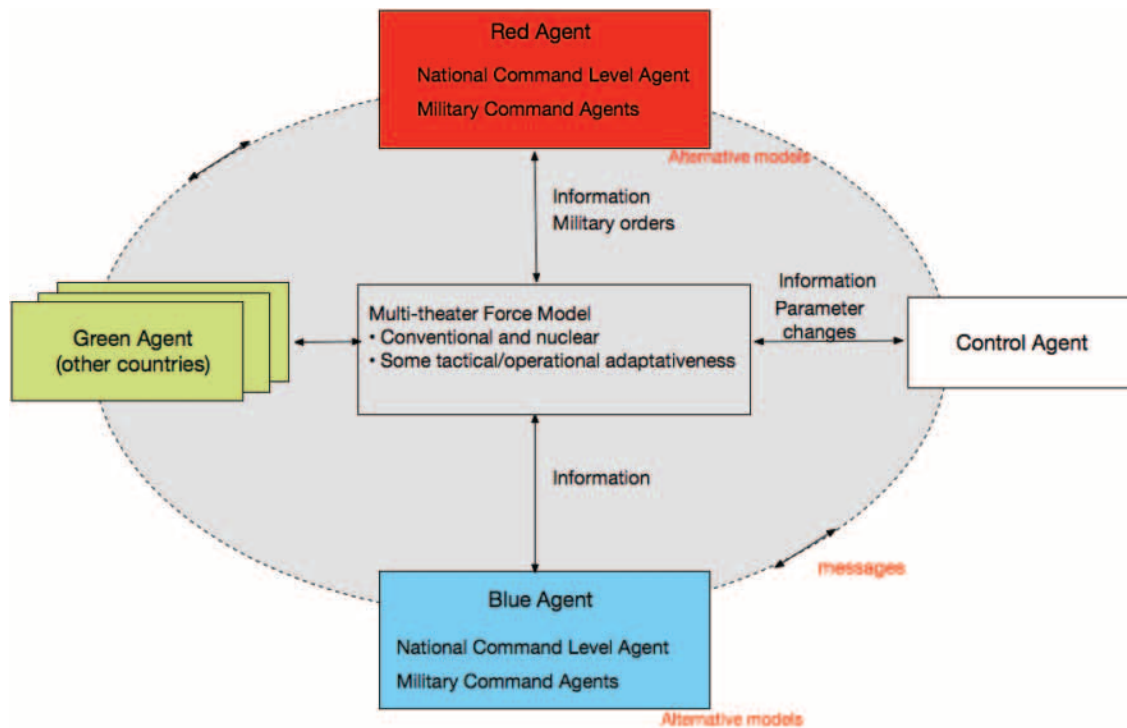 Red Agent
National Command Level Agent
Military Command Agents
Alternative models
Information
Military orders
Green Agent
(other countries)
Multi-theater Force Model
• Conventional and nuclear
• Some tactical/operational adaptativeness
Information
Parameter
changes
Control Agent
Information
messages
Blue Agent
National Command Level Agent
Military Command Agents
Alternative models